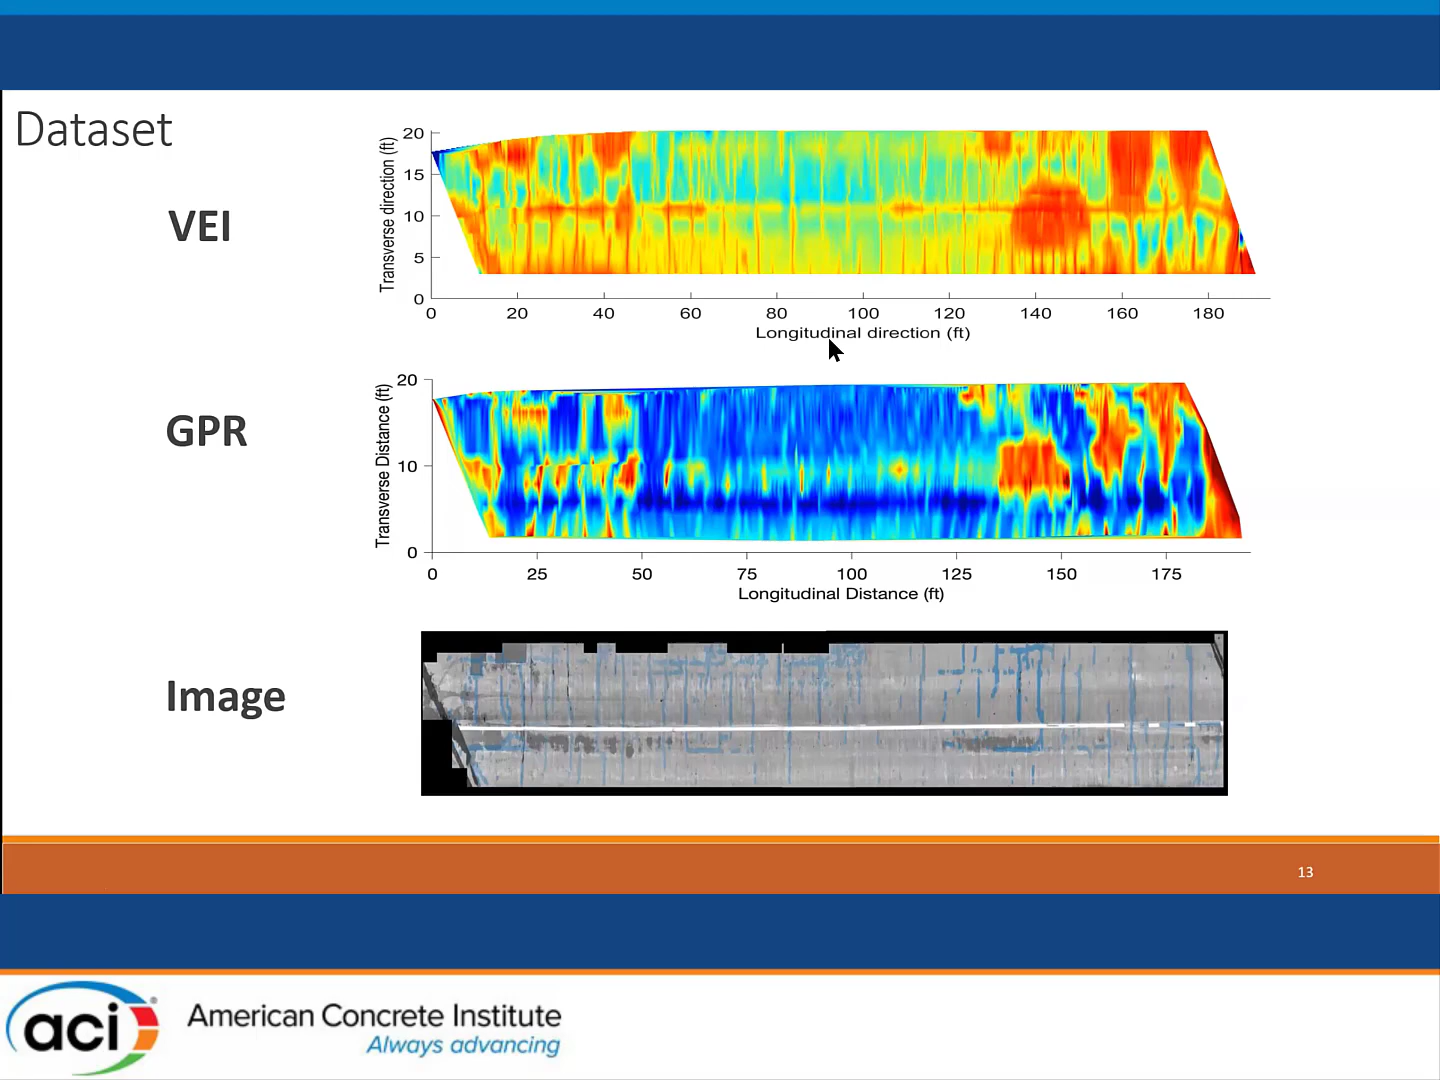 Dataset
VEI
Transverse direction (ft)
20
15
10
5
0
0 20 40 60 80 100 120 140 160 180
Longitudinal direction (ft)
GPR
Transverse Distance (ft)
20
10
0
0 25 50 75 100 125 150 175
Longitudinal Distance (ft)
Image
13
aci
American Concrete Institute
Always advancing